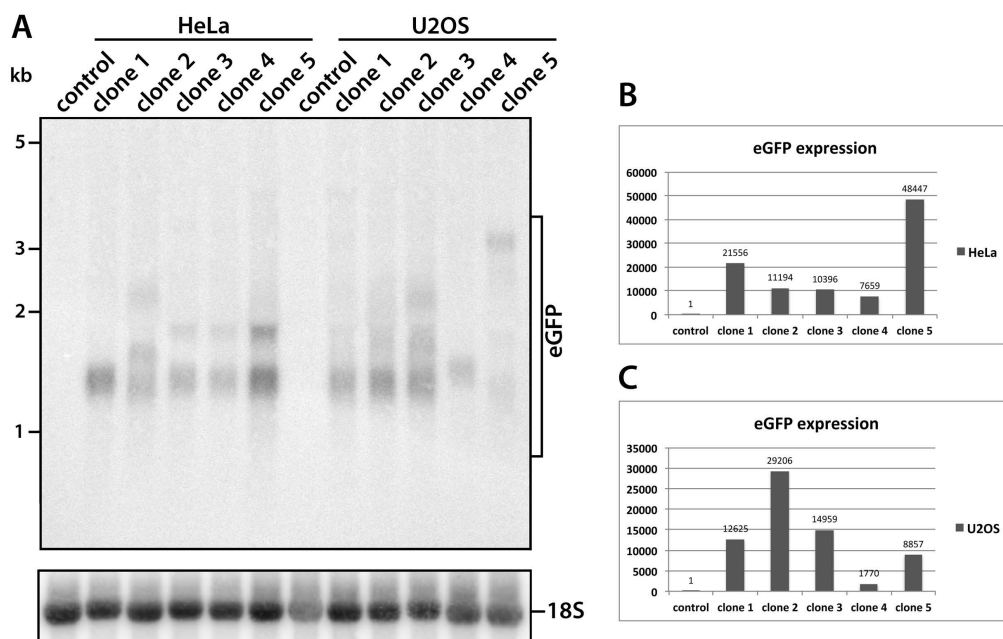 A
HeLa
U2OS
kb
control
clone 1
clone 2
clone 3
clone 4
clone 5
control
clone 1
clone 2
clone 3
clone 4
clone 5
5
3
2
1
eGFP
18S
B
eGFP expression
60000
50000
40000
30000
20000
10000
0
1
21556
11194
10396
7659
48447
control clone 1 clone 2 clone 3 clone 4 clone 5
HeLa
C
eGFP expression
35000
30000
25000
20000
15000
10000
5000
0
1
12625
29206
14959
1770
8857
control clone 1 clone 2 clone 3 clone 4 clone 5
U2OS